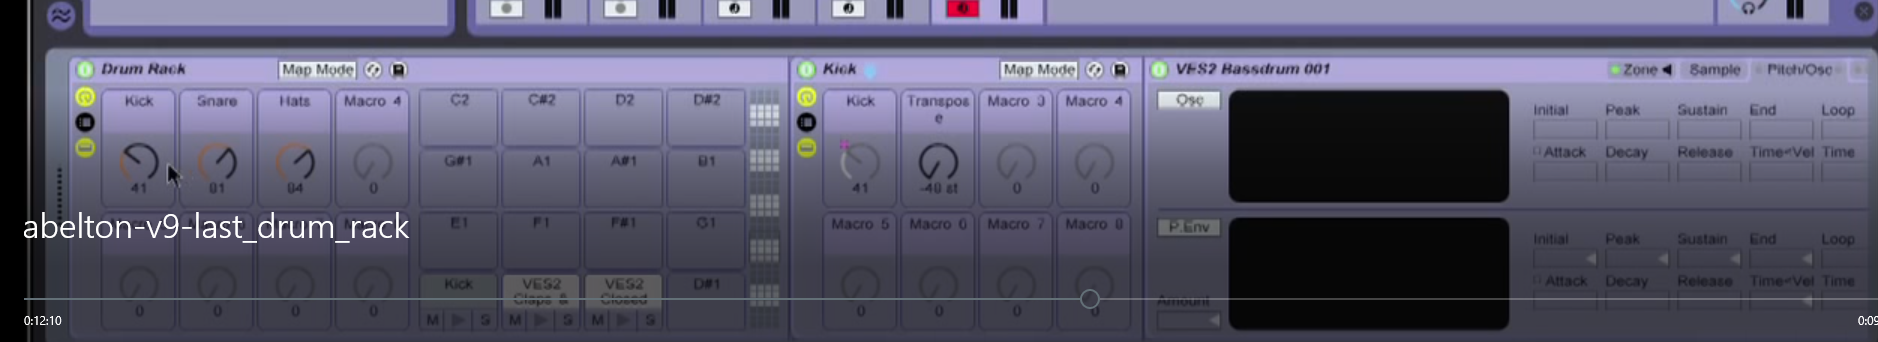 Drum Rack
Map Mode
Kick
Map Mode
VES2 Bassdrum 001
Zone
Sample
Pitch/Osc
Kick
Snare
Hats
Macro 4
C2
C#2
D2
D#2
Kick
Transpos
e
Macro 3
Macro 4
Osc
Initial
Peak
Sustain
End
Loop
G#1
A1
A#1
B1
Attack
Decay
Release
Time<Vel
Time
41
81
84
0
41
-48 st
0
0
abelton-v9-last_drum_rack
E1
F1
F#1
G1
Macro 5
Macro 6
Macro 7
Macro 8
P.Env
Initial
Peak
Sustain
End
Loop
Kick
VES2
Claps &
VES2
Closed
D#1
Attack
Decay
Release
Time<Vel
Time
Amount
0
0
0
0
M
S
M
S
M
S
0
0
0
0
0:12:10
0:09